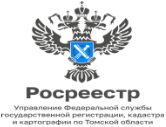 Росреестр
Управление Федеральной службы
государственной регистрации, кадастра
и картографии по Томской области